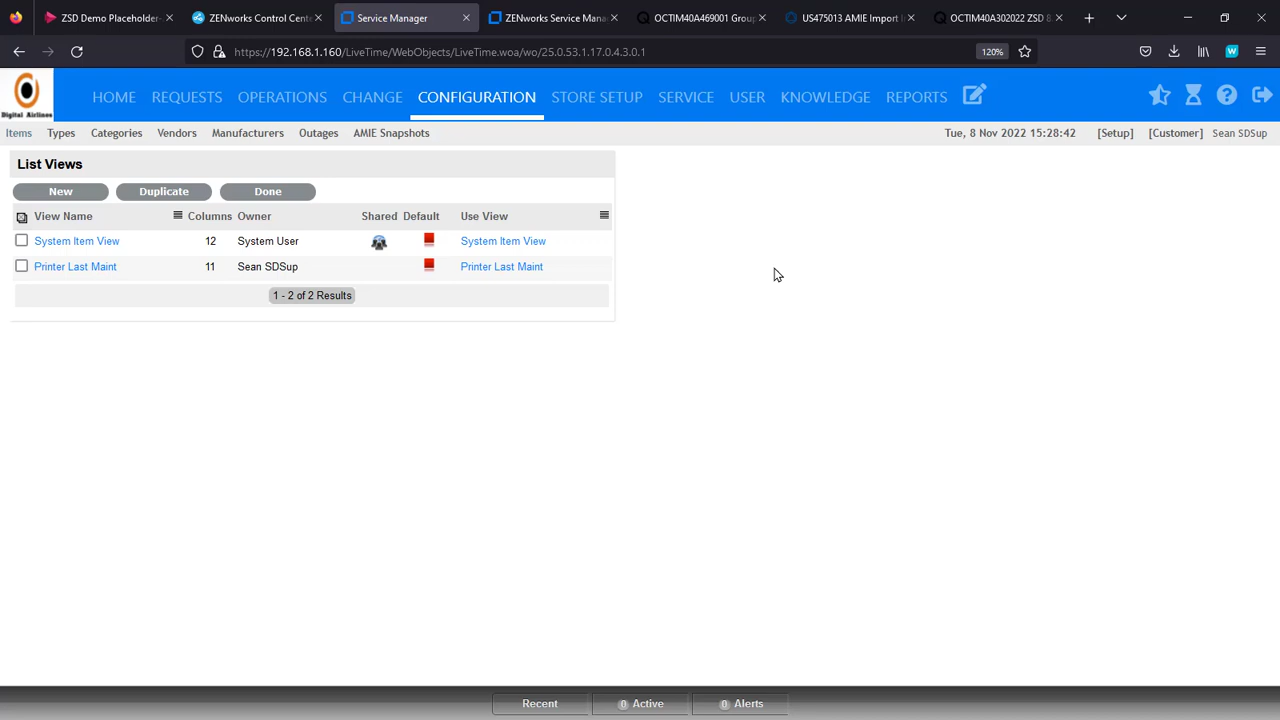 ZSD Demo Placeholder-
ZENworks Control Cente
Service Manager
ZENworks Service Mana
OCTIM40A469001 Group
US475013 AMIE Import I
OCTIM40A302022 ZSD 8.
https://192.168.1.160/LiveTime/WebObjects/LiveTime.woa/wo/25.0.53.1.17.0.4.3.0.1
120%
Digital Airlines
HOME REQUESTS OPERATIONS CHANGE CONFIGURATION STORE SETUP SERVICE USER KNOWLEDGE REPORTS
Items Types Categories Vendors Manufacturers Outages AMIE Snapshots Tue, 8 Nov 2022 15:28:42 [Setup] [Customer] Sean SDSup
List Views
New Duplicate Done
View Name Columns Owner Shared Default Use View
System Item View 12 System User System Item View
Printer Last Maint 11 Sean SDSup Printer Last Maint
1 - 2 of 2 Results
Recent 0 Active 0 Alerts